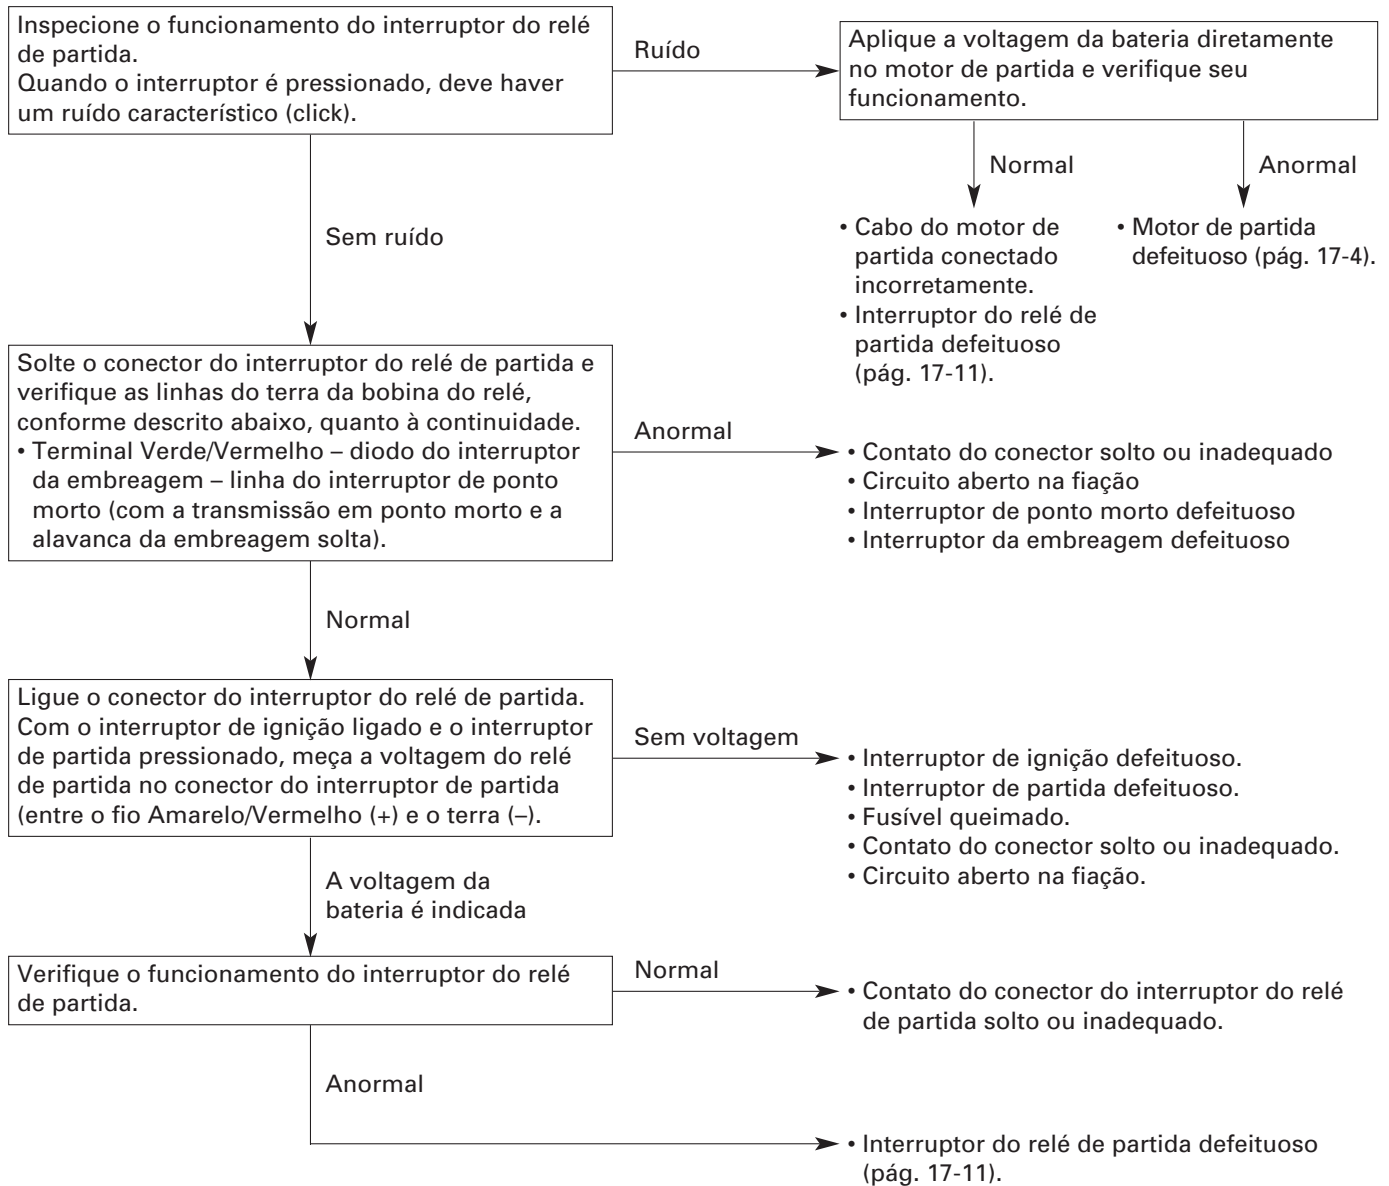 Inspecione o funcionamento do interruptor do relé
de partida.
Quando o interruptor é pressionado, deve haver
um ruído característico (click).
Ruído
Aplique a voltagem da bateria diretamente
no motor de partida e verifique seu
funcionamento.
Normal
Anormal
• Cabo do motor de
partida conectado
incorretamente.
• Interruptor do relé de
partida defeituoso
(pág. 17-11).
• Motor de partida
defeituoso (pág. 17-4).
Sem ruído
Solte o conector do interruptor do relé de partida e
verifique as linhas do terra da bobina do relé,
conforme descrito abaixo, quanto à continuidade.
• Terminal Verde/Vermelho – diodo do interruptor
da embreagem – linha do interruptor de ponto
morto (com a transmissão em ponto morto e a
alavanca da embreagem solta).
Anormal
• Contato do conector solto ou inadequado
• Circuito aberto na fiação
• Interruptor de ponto morto defeituoso
• Interruptor da embreagem defeituoso
Normal
Ligue o conector do interruptor do relé de partida.
Com o interruptor de ignição ligado e o interruptor
de partida pressionado, meça a voltagem do relé
de partida no conector do interruptor de partida
(entre o fio Amarelo/Vermelho (+) e o terra (–).
Sem voltagem
• Interruptor de ignição defeituoso.
• Interruptor de partida defeituoso.
• Fusível queimado.
• Contato do conector solto ou inadequado.
• Circuito aberto na fiação.
A voltagem da
bateria é indicada
Verifique o funcionamento do interruptor do relé
de partida.
Normal
• Contato do conector do interruptor do relé
de partida solto ou inadequado.
Anormal
• Interruptor do relé de partida defeituoso
(pág. 17-11).